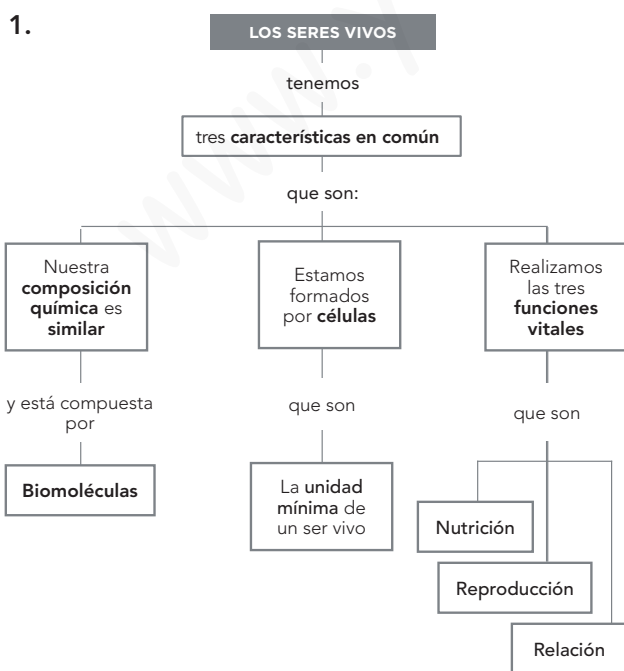 1.
LOS SERES VIVOS
tenemos
tres características en común
que son:
Nuestra
composición
química es
similar
y está compuesta
por
Biomoléculas
Estamos
formados
por células
que son
La unidad
mínima de
un ser vivo
Realizamos
las tres
funciones
vitales
que son
Nutrición
Reproducción
Relación
www.y